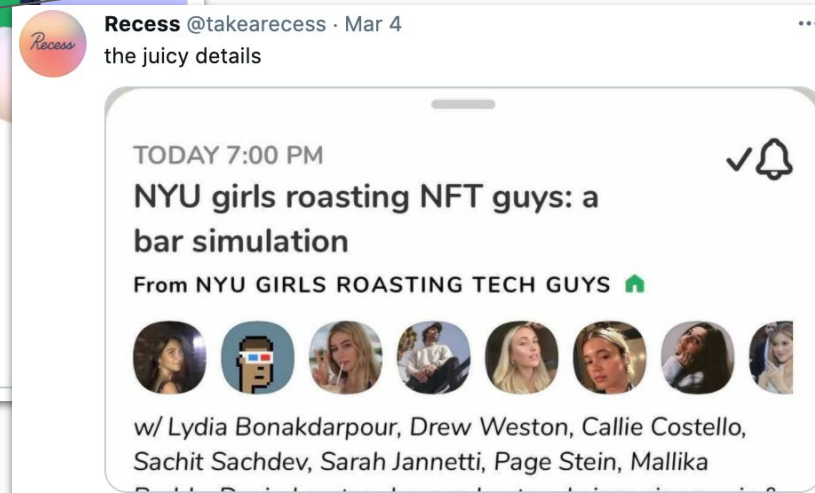 Recess
Recess @takearecess · Mar 4
the juicy details
TODAY 7:00 PM
NYU girls roasting NFT guys: a
bar simulation
From NYU GIRLS ROASTING TECH GUYS
w/ Lydia Bonakdarpour, Drew Weston, Callie Costello,
Sachit Sachdev, Sarah Jannetti, Page Stein, Mallika